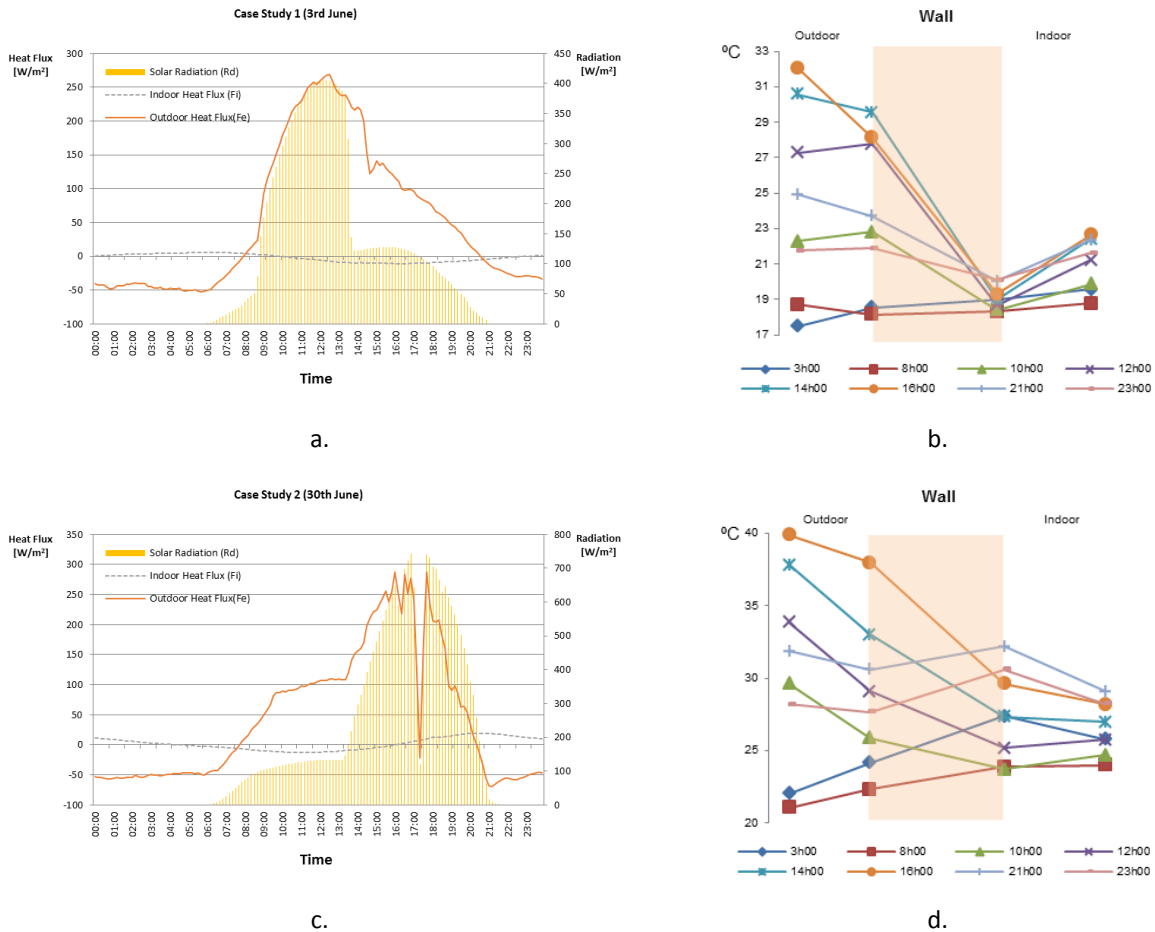 Case Study 1 (3rd June)
Heat Flux
[W/m²]
Radiation
[W/m²]
300
250
200
150
100
50
0
-50
-100
450
400
350
300
250
200
150
100
50
0
Solar Radiation (Rd)
Indoor Heat Flux (Fi)
Outdoor Heat Flux(Fe)
00:00
01:00
02:00
03:00
04:00
05:00
06:00
07:00
08:00
09:00
10:00
11:00
12:00
13:00
14:00
15:00
16:00
17:00
18:00
19:00
20:00
21:00
22:00
23:00
Time
a.
Wall
Outdoor
Indoor
ºC
33
31
29
27
25
23
21
19
17
3h00 8h00 10h00 12h00
14h00 16h00 21h00 23h00
b.
Case Study 2 (30th June)
Heat Flux
[W/m²]
Radiation
[W/m²]
350
300
250
200
150
100
50
0
-50
-100
800
700
600
500
400
300
200
100
0
Solar Radiation (Rd)
Indoor Heat Flux (Fi)
Outdoor Heat Flux(Fe)
00:00
01:00
02:00
03:00
04:00
05:00
06:00
07:00
08:00
09:00
10:00
11:00
12:00
13:00
14:00
15:00
16:00
17:00
18:00
19:00
20:00
21:00
22:00
23:00
Time
c.
Wall
Outdoor
Indoor
ºC
40
35
30
25
20
3h00 8h00 10h00 12h00
14h00 16h00 21h00 23h00
d.